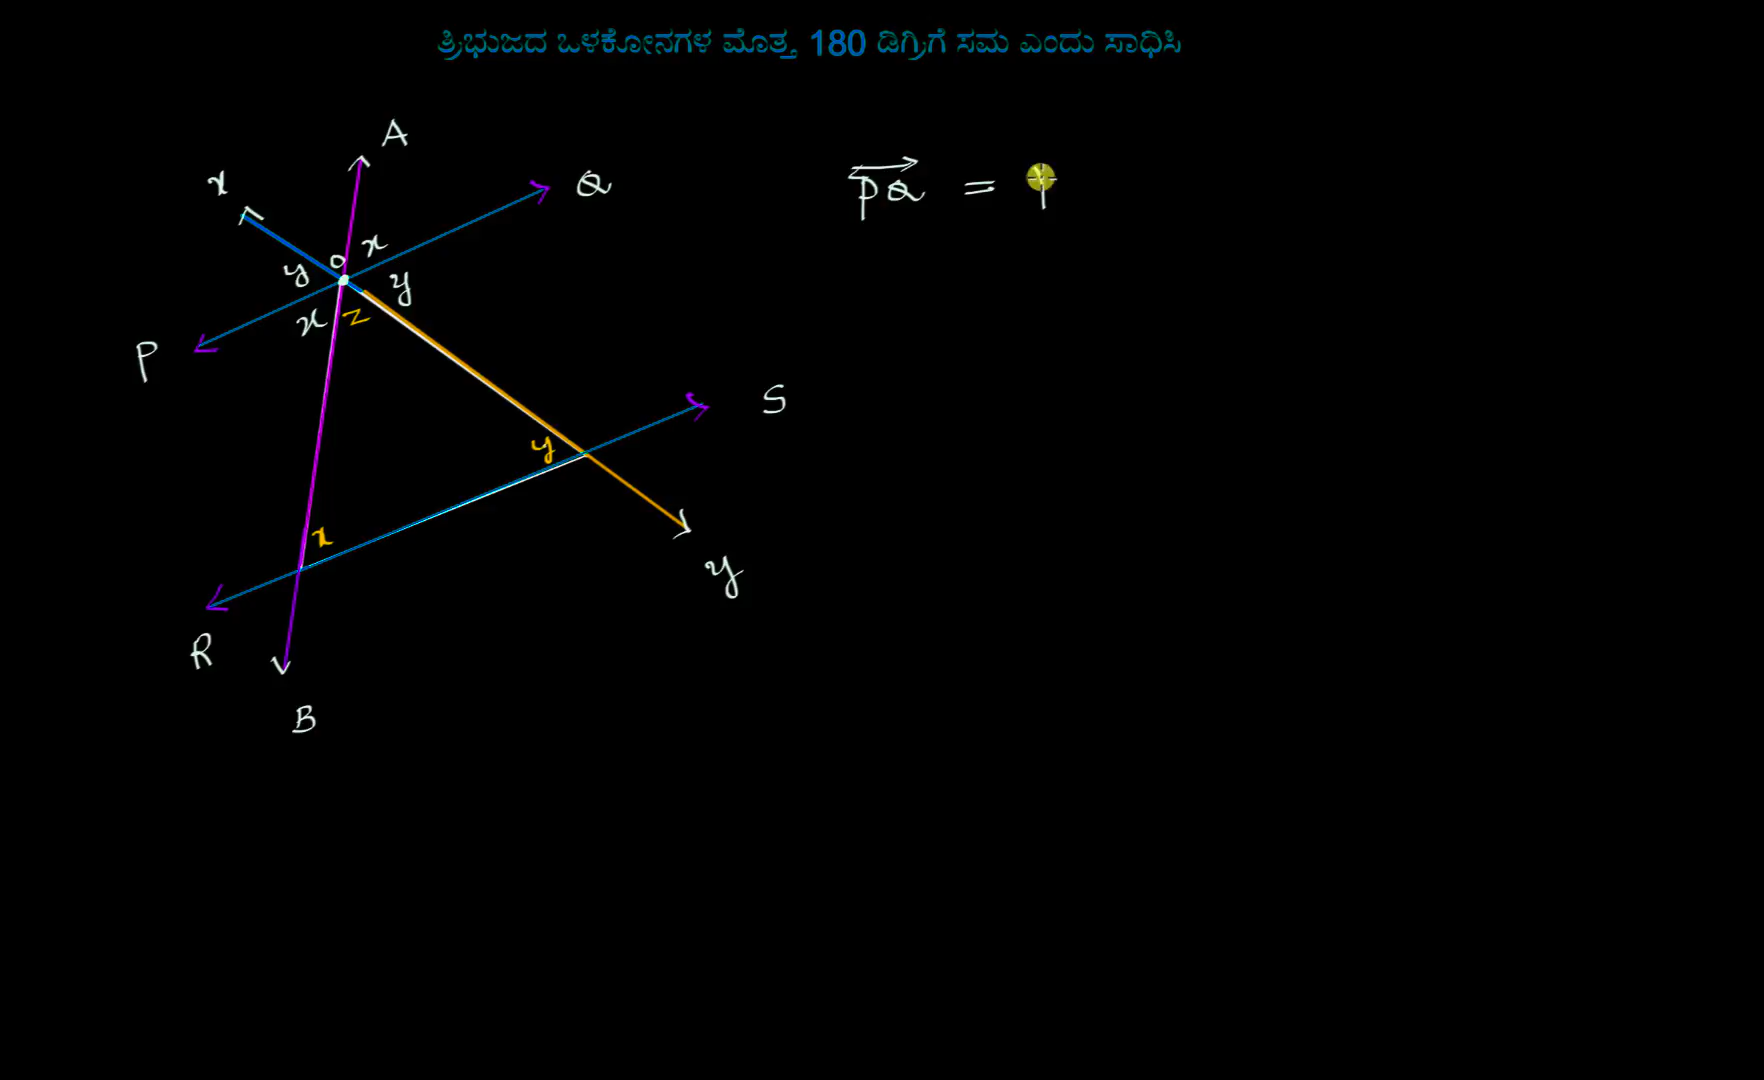 ತ್ರಿಭುಜದ ಒಳಕೋನಗಳ ಮೊತ್ತ 180 ಡಿಗ್ರಿಗೆ ಸಮ ಎಂದು ಸಾಧಿಸಿ
A
x
Q
PQ = P
x
O
y
y
x
z
P
S
y
x
y
R
B